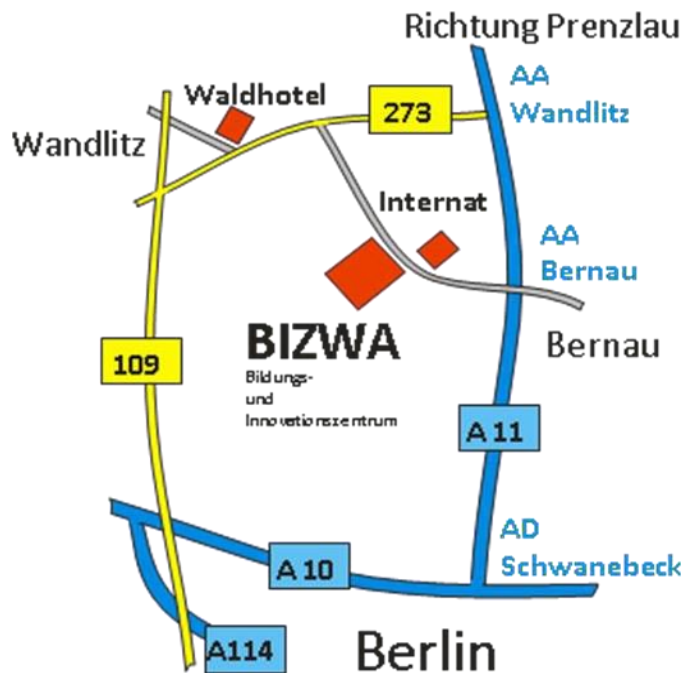 Richtung Prenzlau
AA
Wandlitz
Waldhotel
273
Wandlitz
Internat
AA
Bernau
BIZWA
Bildungs-
und
Innovationszentrum
Bernau
109
A 11
AD
Schwanebeck
A 10
A114
Berlin